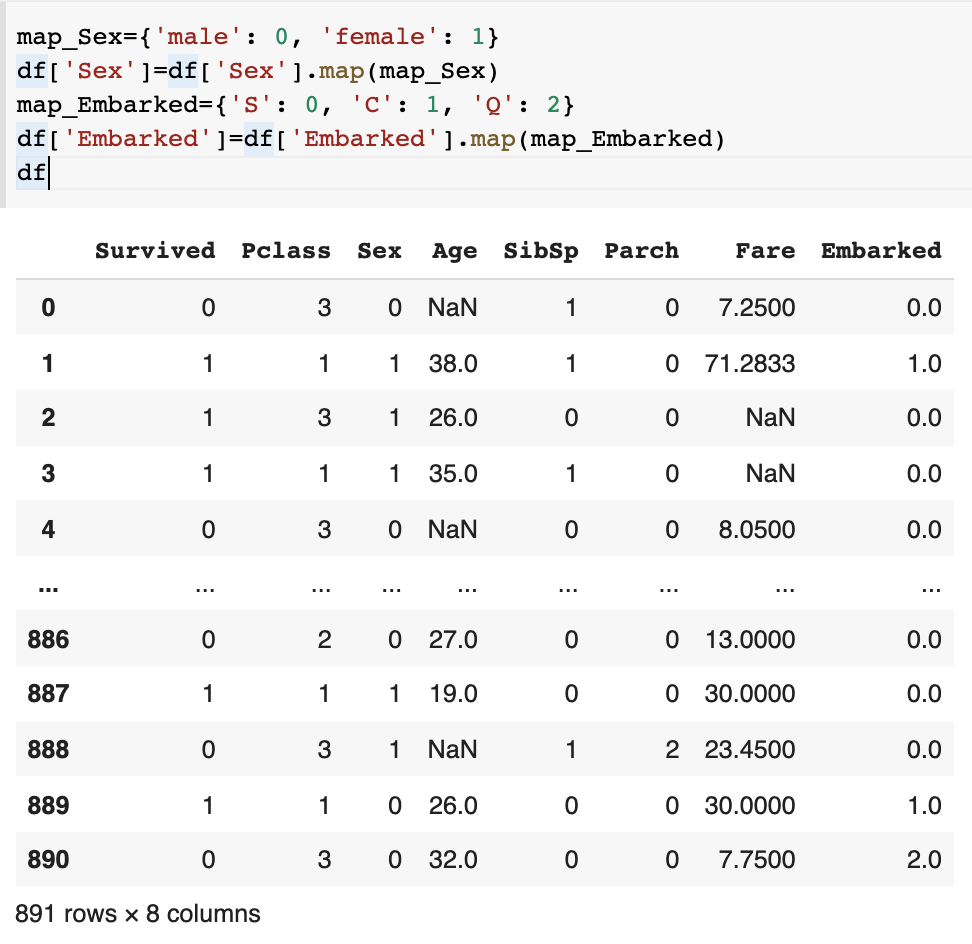 map_Sex={'male': 0, 'female': 1}
df['Sex']=df['Sex'].map(map_Sex)
map_Embarked={'S': 0, 'C': 1, 'Q': 2}
df['Embarked']=df['Embarked'].map(map_Embarked)
df
Survived Pclass Sex Age SibSp Parch Fare Embarked
0 0 3 0 NaN 1 0 7.2500 0.0
1 1 1 1 38.0 1 0 71.2833 1.0
2 1 3 1 26.0 0 0 NaN 0.0
3 1 1 1 35.0 1 0 NaN 0.0
4 0 3 0 NaN 0 0 8.0500 0.0
... ... ... ... ... ... ... ... ...
886 0 2 0 27.0 0 0 13.0000 0.0
887 1 1 1 19.0 0 0 30.0000 0.0
888 0 3 1 NaN 1 2 23.4500 0.0
889 1 1 0 26.0 0 0 30.0000 1.0
890 0 3 0 32.0 0 0 7.7500 2.0
891 rows × 8 columns